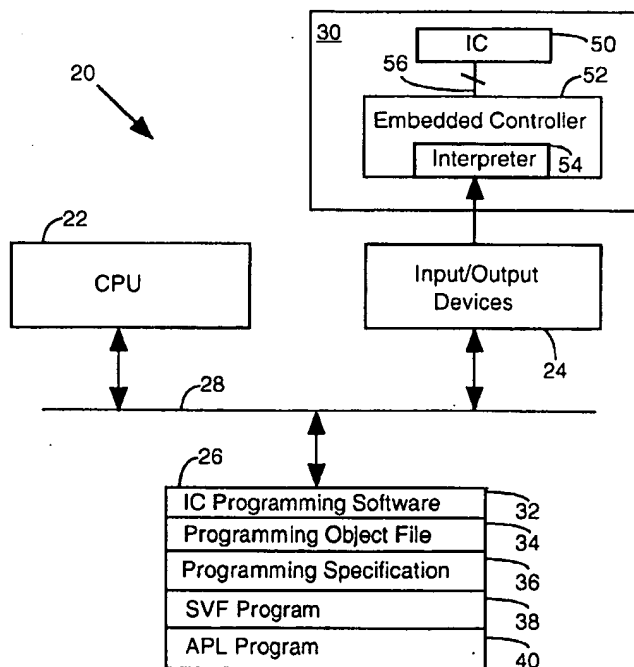 30
IC
50
20
56
52
Embedded Controller
Interpreter
54
22
CPU
Input/Output
Devices
24
28
26
IC Programming Software
32
Programming Object File
34
Programming Specification
36
SVF Program
38
APL Program
40